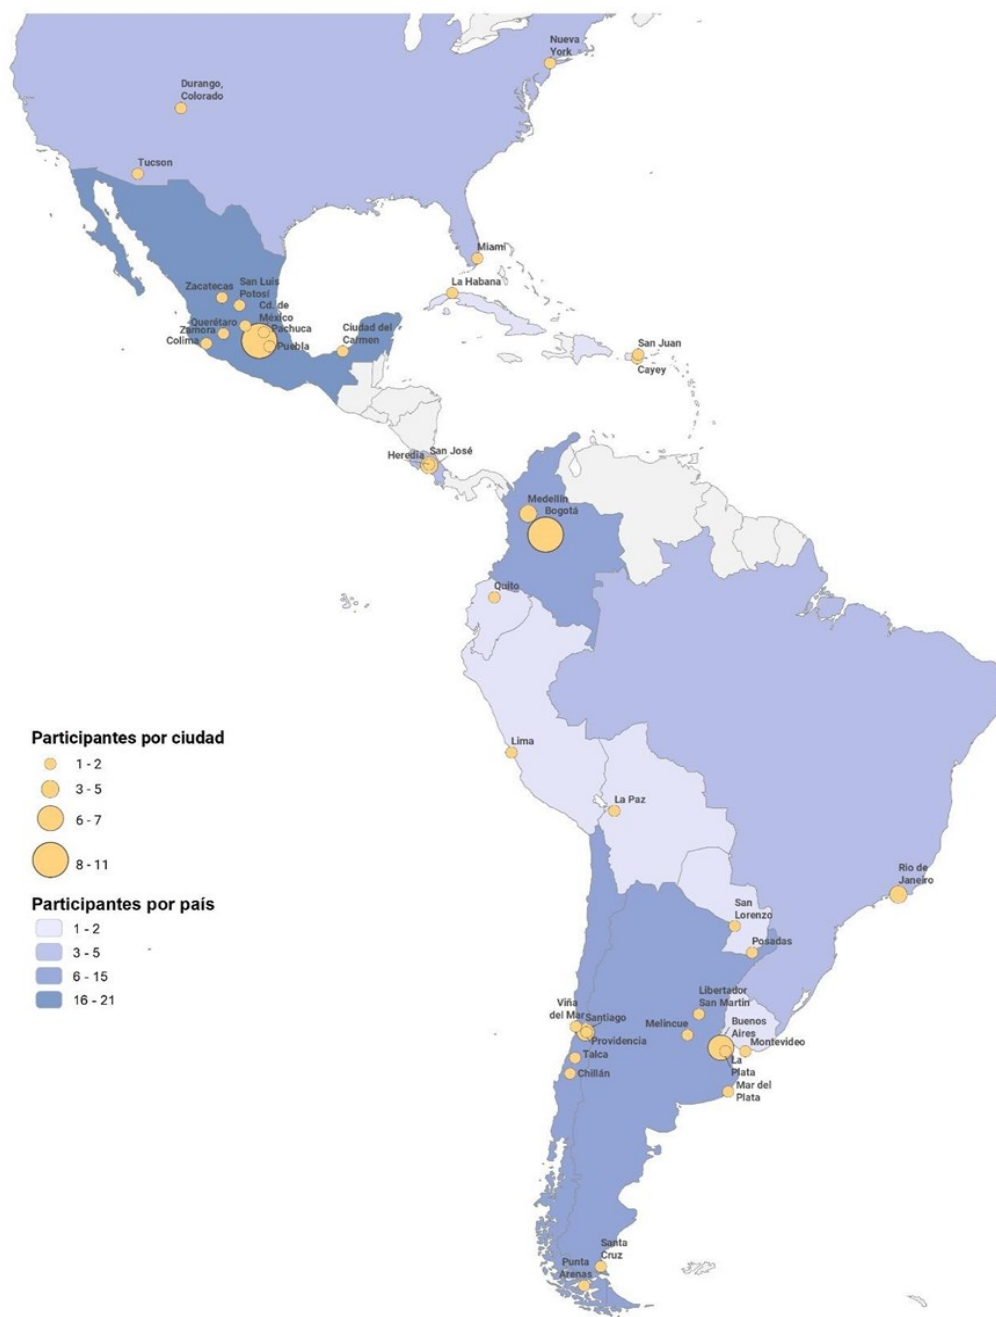 Nueva
York
Durango,
Colorado
Tucson
Miami
La Habana
Zacatecas
San Luis
Potosí
Cd. de
México
Querétaro
Pachuca
Zamora
Colima
Puebla
Ciudad del
Carmen
San Juan
Cayey
Heredia
San José
Medellín
Bogotá
Quito
Lima
La Paz
Rio de
Janeiro
San
Lorenzo
Posadas
Libertador
San Martín
Viña
del Mar
Santiago
Melincue
Buenos
Aires
Providencia
Montevideo
Talca
La
Plata
Chillán
Mar del
Plata
Santa
Cruz
Punta
Arenas
Participantes por ciudad
1 - 2
3 - 5
6 - 7
8 - 11
Participantes por país
1 - 2
3 - 5
6 - 15
16 - 21